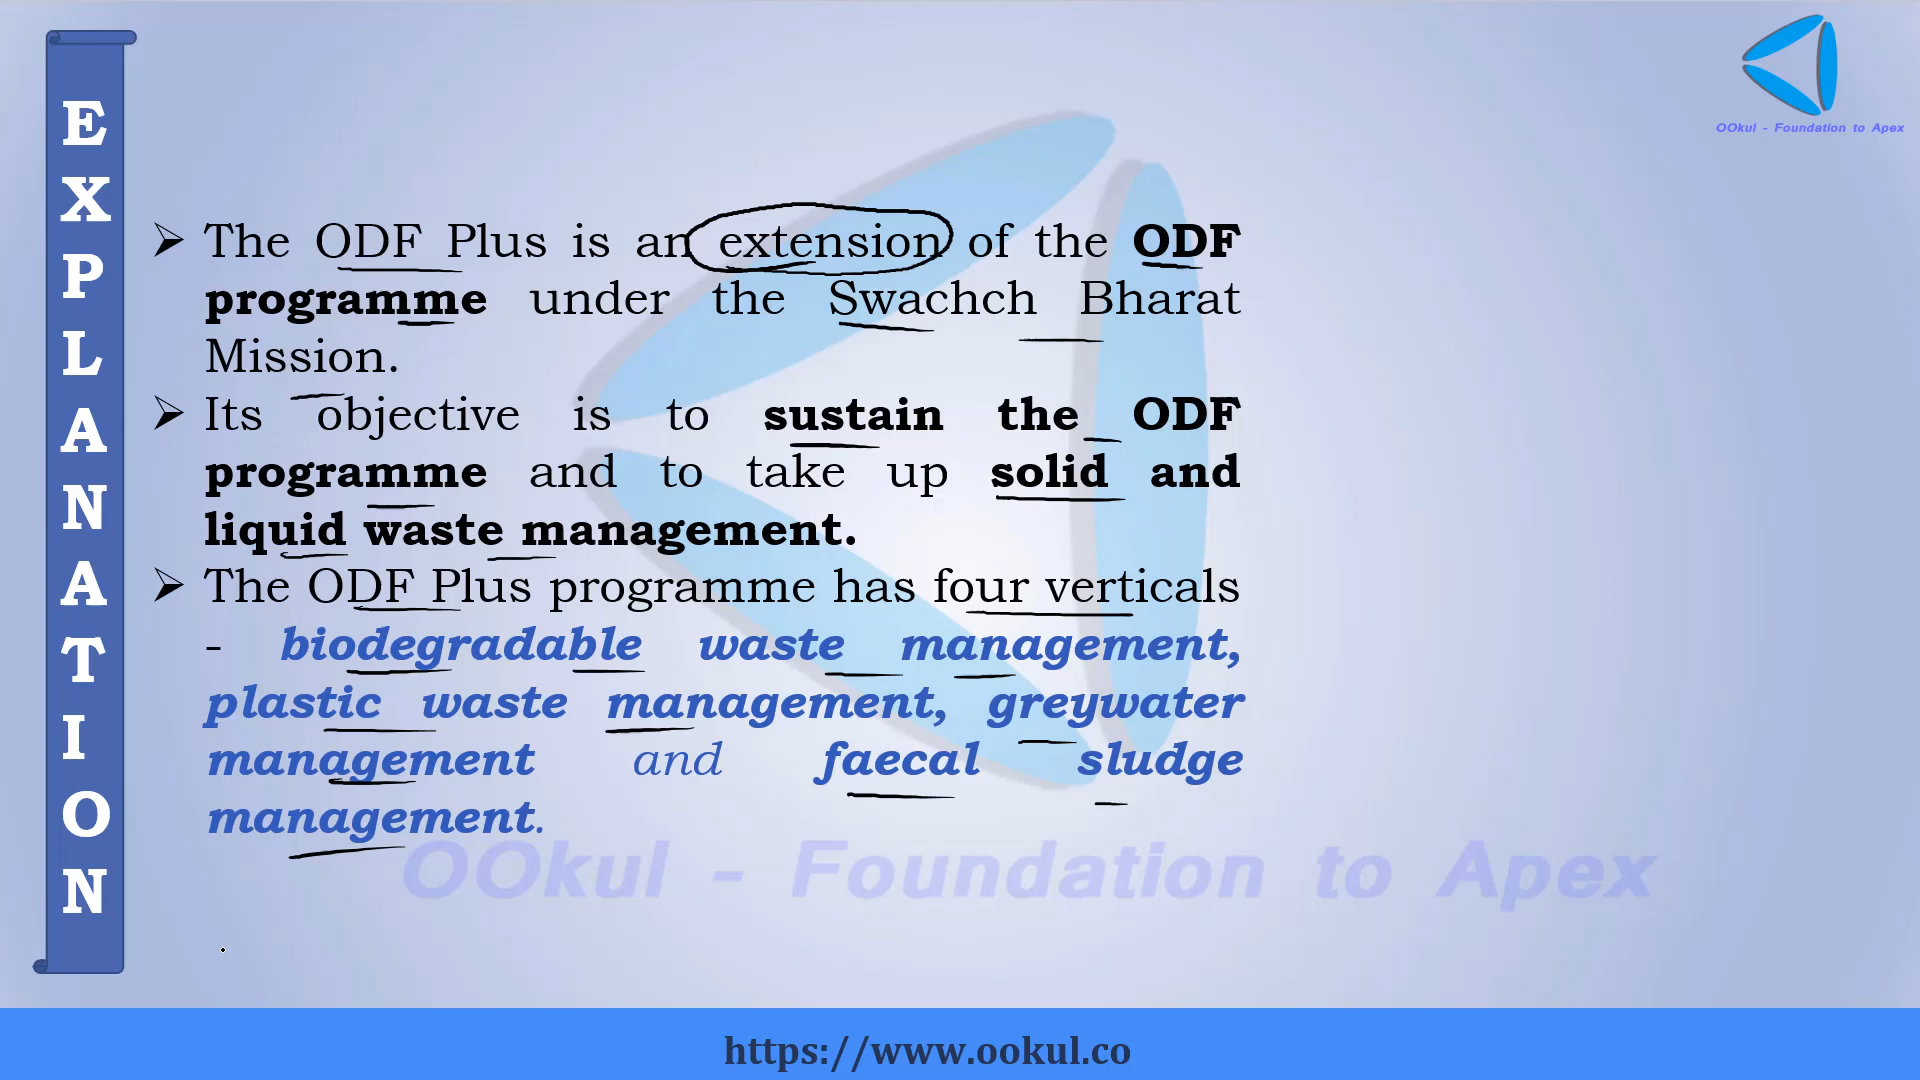 EXPLANATION
OOkul - Foundation to Apex
➢ The ODF Plus is an extension of the ODF
programme under the Swachch Bharat
Mission.
➢ Its objective is to sustain the ODF
programme and to take up solid and
liquid waste management.
➢ The ODF Plus programme has four verticals
- biodegradable waste management,
plastic waste management, greywater
management and faecal sludge
management.
OOkul - Foundation to Apex
https://www.ookul.co